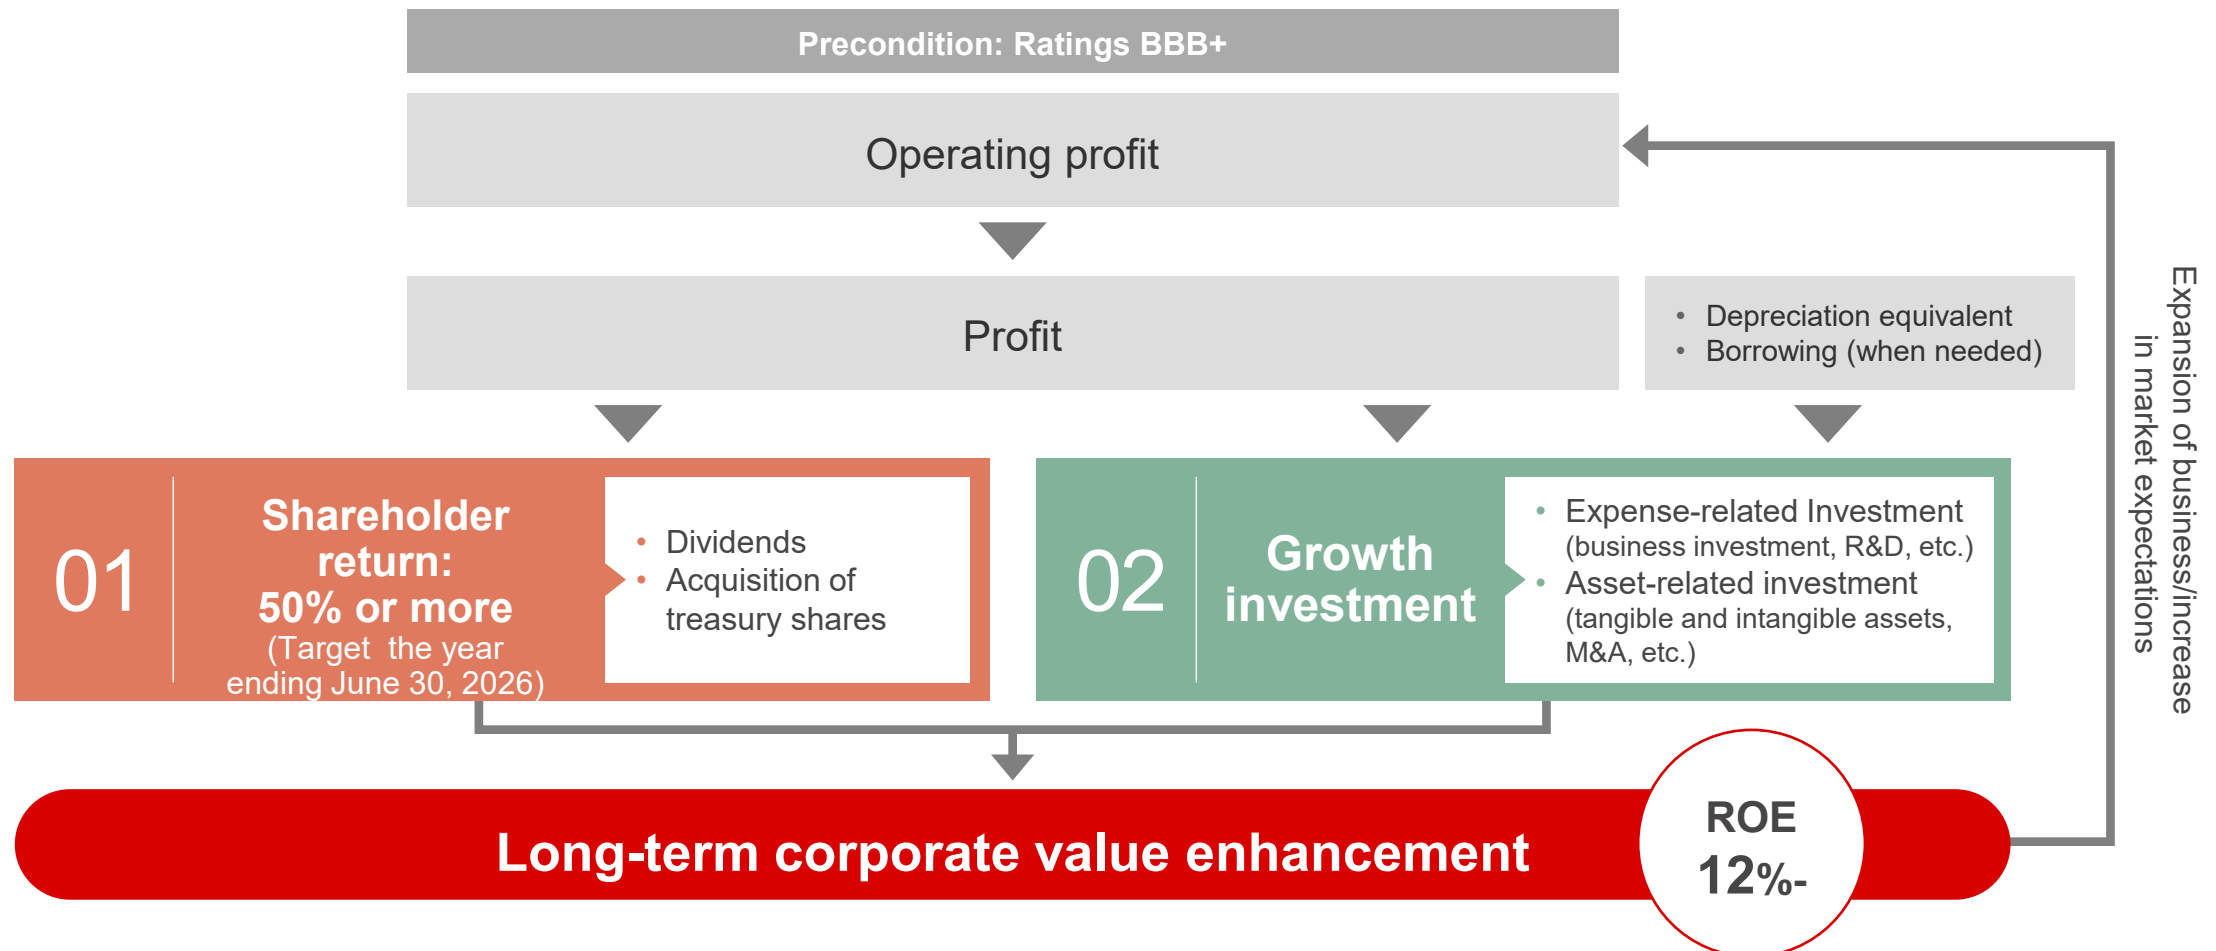 Precondition: Ratings BBB+
Operating profit
Profit
• Depreciation equivalent
• Borrowing (when needed)
01
Shareholder
return:
50% or more
(Target the year
ending June 30, 2026)
• Dividends
• Acquisition of
treasury shares
02
Growth
investment
• Expense-related Investment
(business investment, R&D, etc.)
• Asset-related investment
(tangible and intangible assets,
M&A, etc.)
Long-term corporate value enhancement
ROE
12%-
Expansion of business/increase
in market expectations